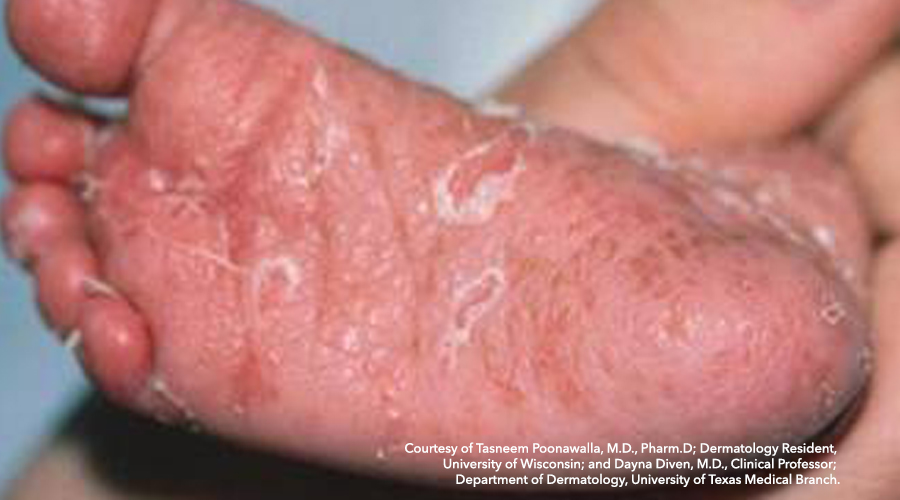 Courtesy of Tasneem Poonawalla, M.D., Pharm.D; Dermatology Resident,
University of Wisconsin; and Dayna Diven, M.D., Clinical Professor;
Department of Dermatology, University of Texas Medical Branch.